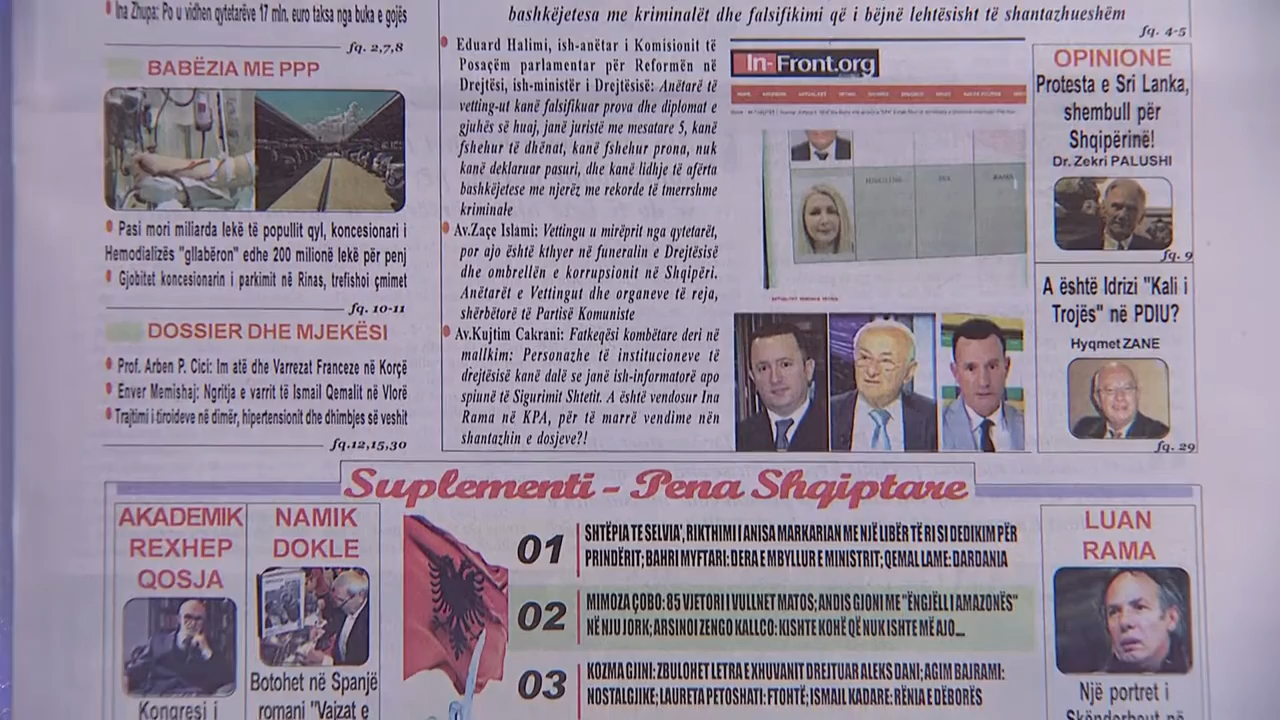 Ina Zhupa: Po u vidhen qytetarëve 17 mln. euro taksa nga buka e gojës
fq. 2,7,8
BABËZIA ME PPP
Pasi mori miliarda lekë të popullit qyl, koncesionari i
Hemodializës "gllabëron" edhe 200 milionë lekë për penj
Gjobitet koncesionarin i parkimit në Rinas, trefishoi çmimet
fq. 10-11
DOSSIER DHE MJEKËSI
Prof. Arben P. Cici: Im atë dhe Varrezat Franceze në Korçë
Enver Memishaj: Ngritja e varrit të Ismail Qemalit në Vlorë
Trajtimi i tiroideve në dimër, hipertensionit dhe dhimbjes së veshit
fq.12,15,30
bashkëjetesa me kriminalët dhe falsifikimi që i bëjnë lehtësisht të shantazhueshëm
fq. 4-5
Eduard Halimi, ish-anëtar i Komisionit të
Posaçëm parlamentar për Reformën në
Drejtësi, ish-ministër i Drejtësisë: Anëtarë të
vetting-ut kanë falsifikuar prova dhe diplomat e
gjuhës së huaj, janë juristë me mesatare 5, kanë
fshehur të dhënat, kanë fshehur prona, nuk
kanë deklaruar pasuri, dhe kanë lidhje të afërta
bashkëjetese me njerëz me rekorde të tmerrshme
kriminale
Av.Zaçe Islami: Vettingu u mirëprit nga qytetarët,
por ajo është kthyer në funeralin e Drejtësisë
dhe ombrellën e korrupsionit në Shqipëri.
Anëtarët e Vettingut dhe organeve të reja,
shërbëtorë të Partisë Komuniste
Av.Kujtim Cakrani: Fatkeqësi kombëtare deri në
mallkim: Personazhe të institucioneve të
drejtësisë kanë dalë se janë ish-informatorë apo
spiunë të Sigurimit Shtetit. A është vendosur Ina
Rama në KPA, për të marrë vendime nën
shantazhin e dosjeve?!
In-Front.org
OPINIONE
Protesta e Sri Lanka,
shembull për
Shqipërinë!
Dr. Zekri PALUSHI
fq. 9
A është Idrizi "Kali i
Trojës" në PDIU?
Hyqmet ZANE
fq. 29
Suplementi - Pena Shqiptare
AKADEMIK
REXHEP
QOSJA
Kongresi i
NAMIK
DOKLE
Botohet në Spanjë
romani "Vajzat e
01
SHTËPIA TE SELVIA', RIKTHIMI I ANISA MARKARIAN ME NJË LIBËR TË RI SI DEDIKIM PËR
PRINDËRIT; BAHRI MYFTARI: DERA E MBYLLUR E MINISTRIT; QEMAL LAME: DARDANIA
02
MIMOZA ÇOBO: 85 VJETORI I VULLNET MATOS; ANDIS GJONI ME "ËNGJËLLI I AMAZONËS"
NË NJU JORK; ARSINOI ZENGO KALLCO: KISHTE KOHË QË NUK ISHTE MË AJO...
03
KOZMA GJINI: ZBULOHET LETRA E XHUVANIT DREJTUAR ALEKS DANI; AGIM BAJRAMI:
NOSTALGJIKE; LAURETA PETOSHATI: FTOHTË; ISMAIL KADARE: RËNIA E DËBORËS
LUAN
RAMA
Një portret i
Skënderbeut në